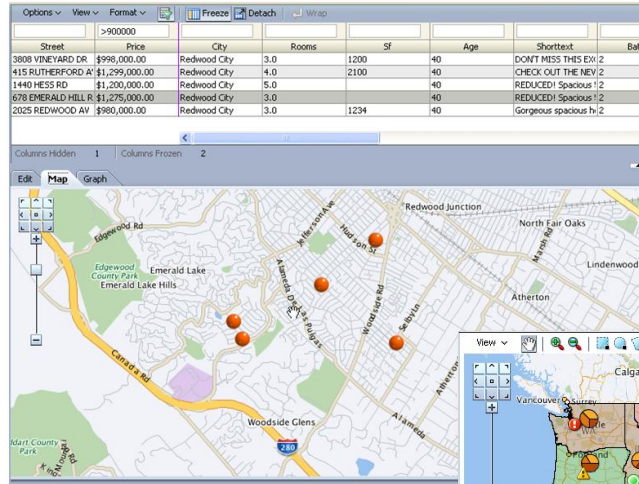 Options View Format Freeze Detach Wrap
>900000
Street Price City Rooms Sf Age Shorttext Bat
3808 VINEYARD DR $998,000.00 Redwood City 3.0 1200 40 DON'T MISS THIS EX 2
415 RUTHERFORD A $1,299,000.00 Redwood City 4.0 2100 40 CHECK OUT THE NEV 2
1440 HESS RD $1,200,000.00 Redwood City 5.0 40 REDUCED! Spacious 2
678 EMERALD HILL R $1,275,000.00 Redwood City 3.0 40 REDUCED! Spacious 2
2025 REDWOOD AV $980,000.00 Redwood City 3.0 1234 40 Gorgeous spacious h 2
Columns Hidden 1 Columns Frozen 2
Edit Map Graph
Redwood Junction
Jefferson Ave
North Fair Oaks
Edgewood Rd
Hudson St
Marsh Rd
Edgewood
County Park
Emerald Lake
Lindenwood
Emerald Lake Hills
Alameda De Las Pulgas
Woodside Rd
Selby Ln
Atherton
Canada Rd
Atherton
View
Calga
Vancouver Surrey
WA
Portland
Woodside Glens
Alameda
280
ddart County
Park